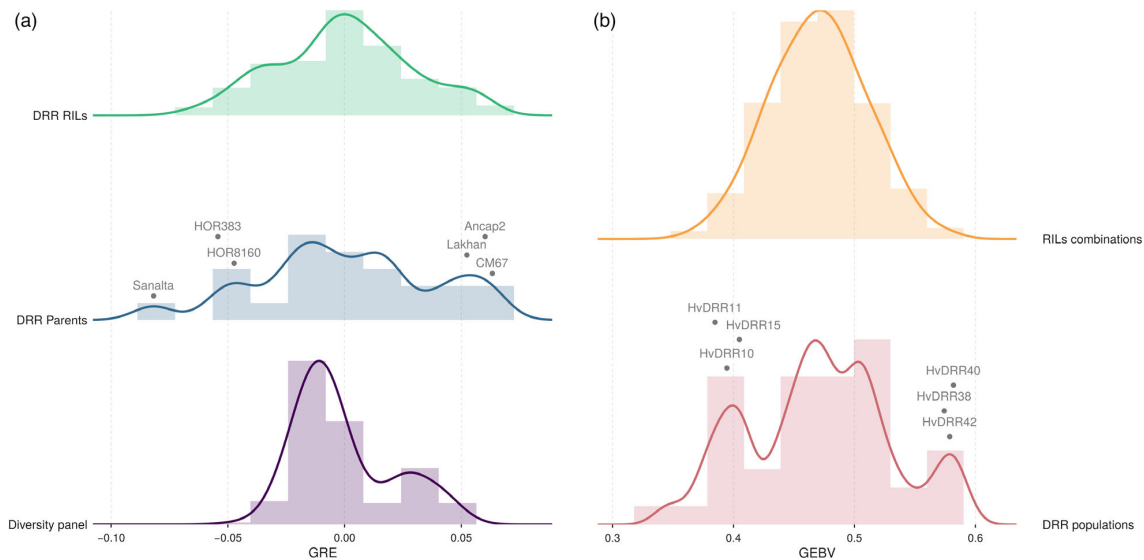 (a)
DRR RILs
HOR383
HOR8160
Sanalta
Ancap2
Lakhan
CM67
DRR Parents
Diversity panel
−0.10
−0.05
0.00
0.05
GRE
(b)
RILs combinations
HvDRR11
HvDRR15
HvDRR10
HvDRR40
HvDRR38
HvDRR42
DRR populations
0.3
0.4
0.5
0.6
GEBV